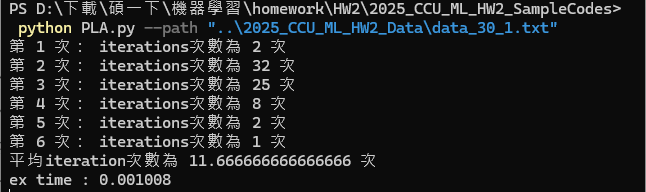 PS D:\下載\碩一下\機器學習\homework\HW2\2025_CCU_ML_HW2_SampleCodes>
python PLA.py --path "..\2025_CCU_ML_HW2_Data\data_30_1.txt"
第 1 次： iterations次數為 2 次
第 2 次： iterations次數為 32 次
第 3 次： iterations次數為 25 次
第 4 次： iterations次數為 8 次
第 5 次： iterations次數為 2 次
第 6 次： iterations次數為 1 次
平均iteration次數為 11.666666666666666 次
ex time : 0.001008